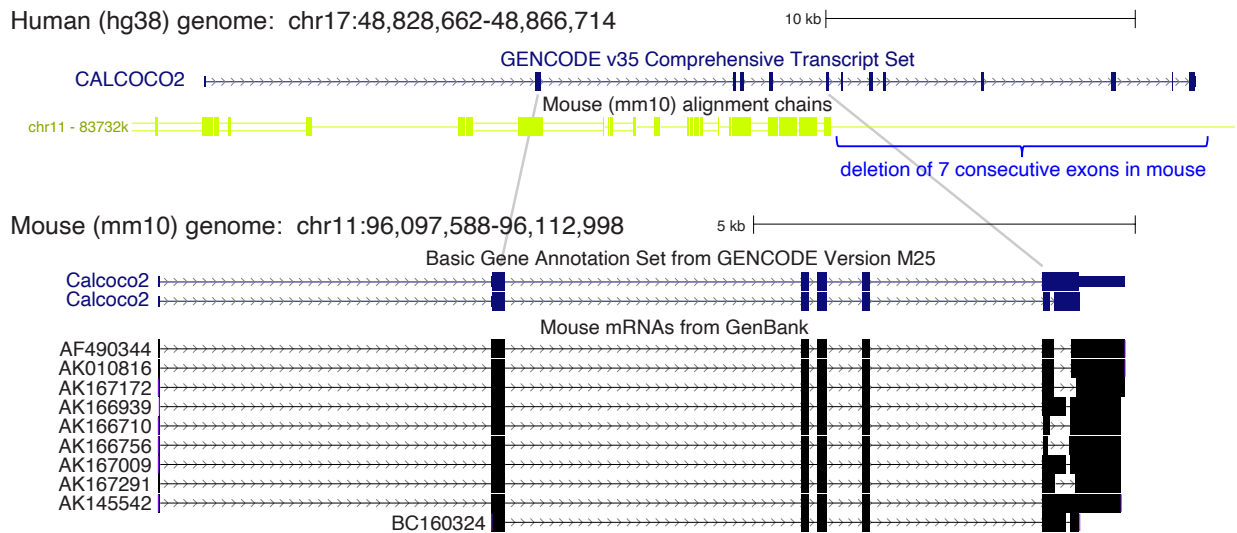 Human (hg38) genome:  chr17:48,828,662-48,866,714
10 kb
GENCODE v35 Comprehensive Transcript Set
CALCOCO2
Mouse (mm10) alignment chains
chr11 - 83732k
deletion of 7 consecutive exons in mouse
Mouse (mm10) genome:  chr11:96,097,588-96,112,998
5 kb
Basic Gene Annotation Set from GENCODE Version M25
Calcoco2
Calcoco2
Mouse mRNAs from GenBank
AF490344
AK010816
AK167172
AK166939
AK166710
AK166756
AK167009
AK167291
AK145542
BC160324